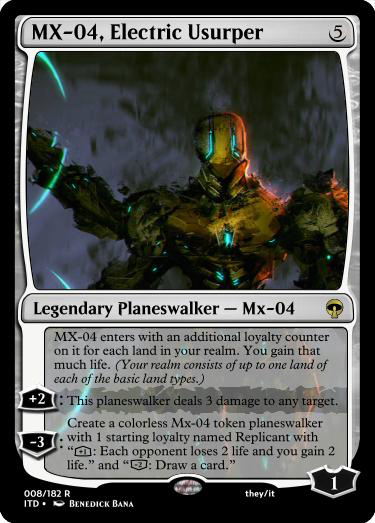 MX-04, Electric Usurper 5
Legendary Planeswalker — Mx-04
MX-04 enters with an additional loyalty counter
on it for each land in your realm. You gain that
much life. (Your realm consists of up to one land of
each of the basic land types.)
+2 : This planeswalker deals 3 damage to any target.
Create a colorless Mx-04 token planeswalker
-3 : with 1 starting loyalty named Replicant with
“+1: Each opponent loses 2 life and you gain 2
life.” and “-2: Draw a card.”
1
008/182 R
ITD • Benedick Bana they/it